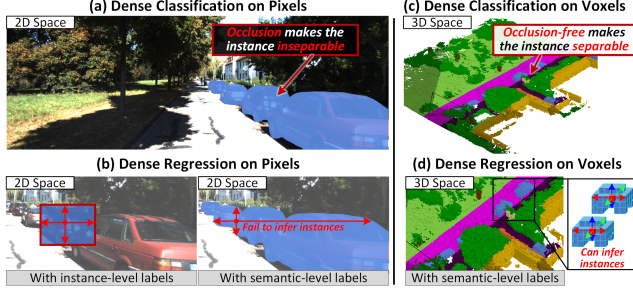 (a) Dense Classification on Pixels
2D Space
Occlusion makes the
instance inseparable
(b) Dense Regression on Pixels
2D Space
With instance-level labels
2D Space
Fail to infer instances
With semantic-level labels
(c) Dense Classification on Voxels
3D Space
Occlusion-free makes
the instance separable
(d) Dense Regression on Voxels
3D Space
With semantic-level labels
Can infer
instances